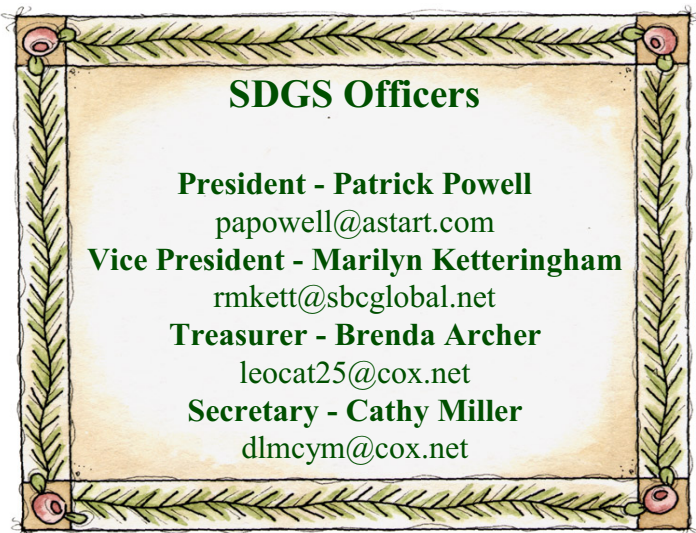 SDGS Officers
President - Patrick Powell
papowell@astart.com
Vice President - Marilyn Ketteringham
rmkett@sbcglobal.net
Treasurer - Brenda Archer
leocat25@cox.net
Secretary - Cathy Miller
dlmcym@cox.net